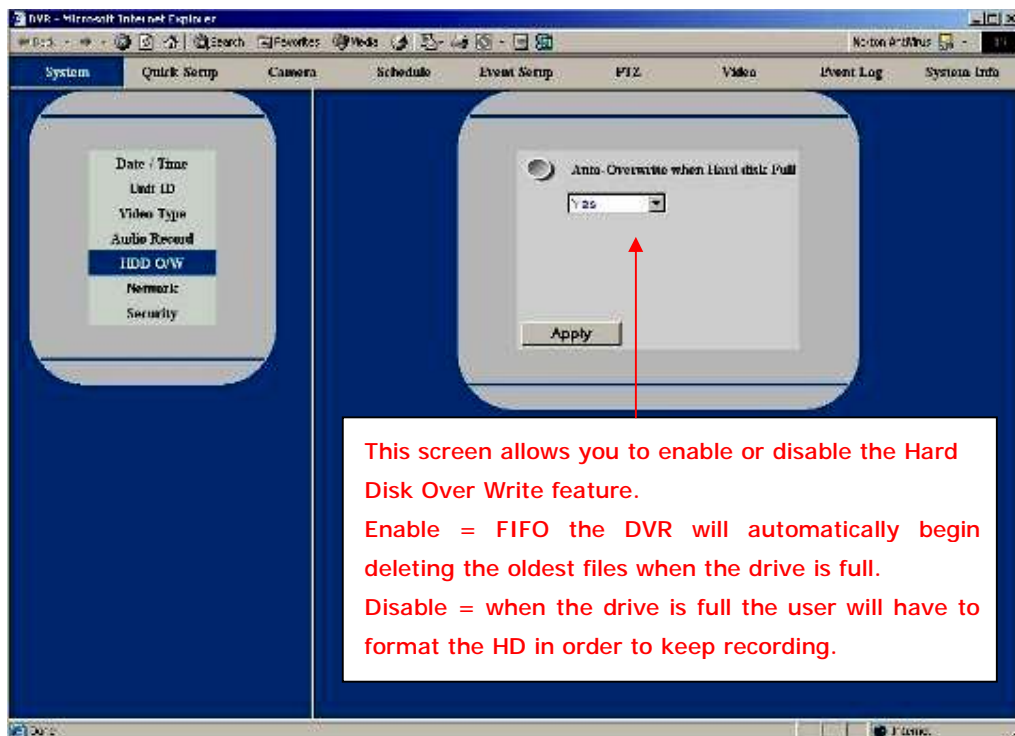 DVR - Microsoft Internet Explorer
Search Favorites Media
Norton AntiVirus
System Quick Setup Camera Schedule Event Setup PTZ Video Event Log System Info
Date / Time
Unit ID
Video Type
Audio Record
HDD O/W
Network
Security
Auto-Overwrite when Hard disk Full
Yes
Apply
This screen allows you to enable or disable the Hard
Disk Over Write feature.
Enable = FIFO the DVR will automatically begin
deleting the oldest files when the drive is full.
Disable = when the drive is full the user will have to
format the HD in order to keep recording.
Done
Internet